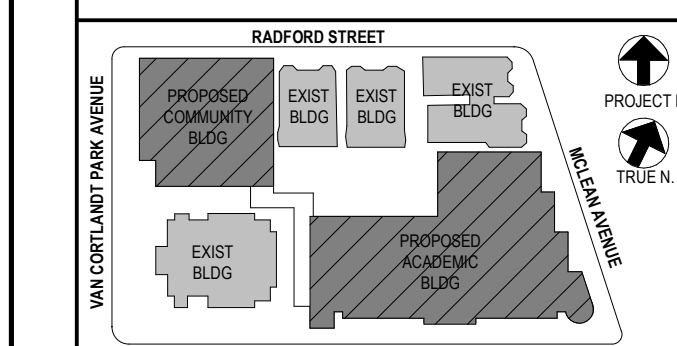 RADFORD STREET
VAN CORTLANDT PARK AVENUE
PROPOSED
COMMUNITY
BLDG
EXIST
BLDG
EXIST
BLDG
EXIST
BLDG
PROJECT
TRUE N.
MCLEAN AVENUE
EXIST
BLDG
PROPOSED
ACADEMIC
BLDG